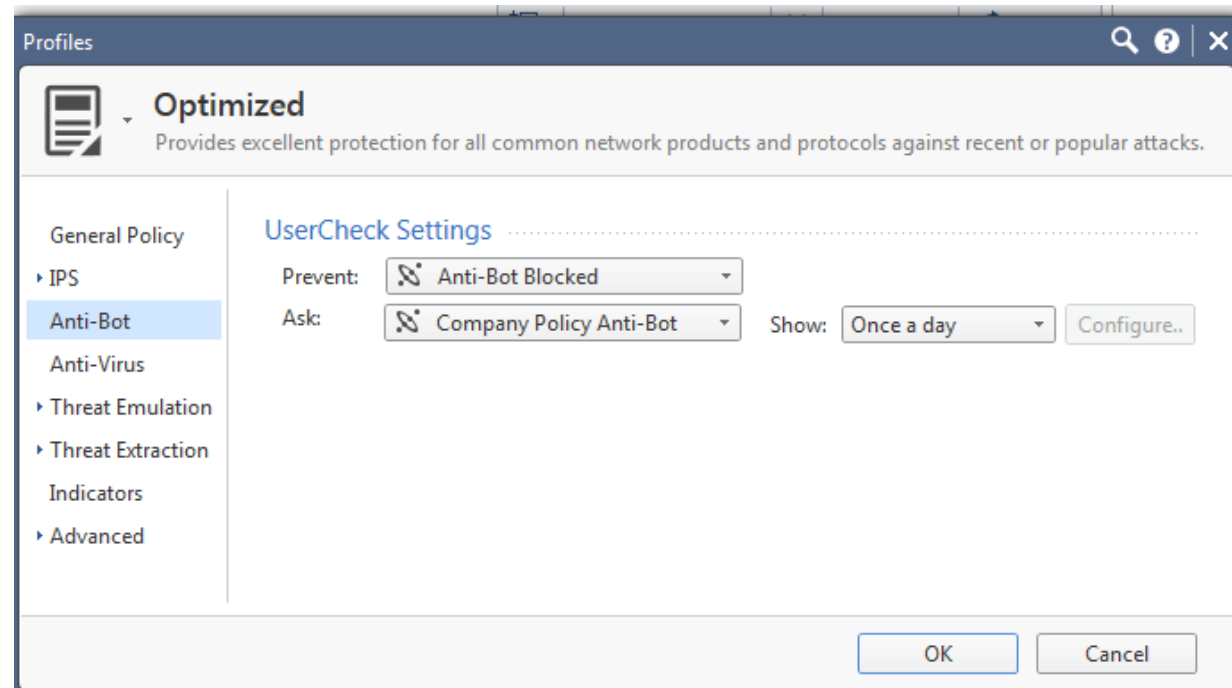 Profiles
Optimized
Provides excellent protection for all common network products and protocols against recent or popular attacks.
General Policy
IPS
Anti-Bot
Anti-Virus
Threat Emulation
Threat Extraction
Indicators
Advanced
UserCheck Settings
Prevent: Anti-Bot Blocked
Ask: Company Policy Anti-Bot Show: Once a day Configure..
OK Cancel